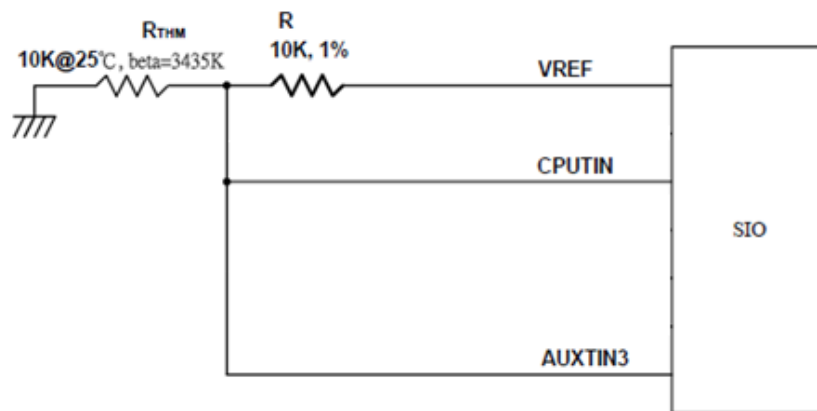 RTHM
10K@25℃, beta=3435K
R
10K, 1%
VREF
CPUTIN
SIO
AUXTIN3